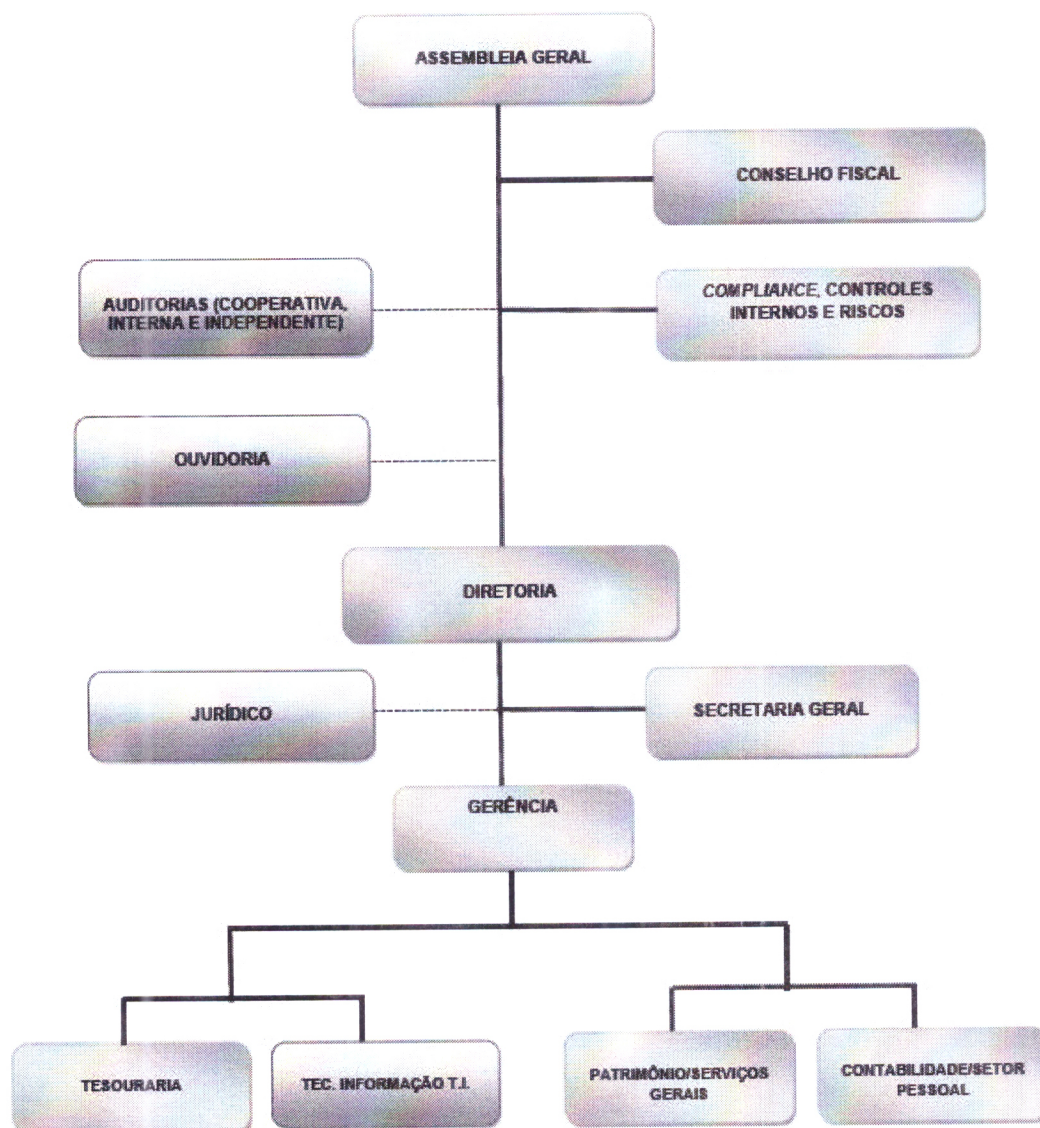 ASSEMBLEIA GERAL
CONSELHO FISCAL
AUDITORIAS (COOPERATIVA,
INTERNA E INDEPENDENTE)
COMPLIANCE, CONTROLES
INTERNOS E RISCOS
OUVIDORIA
DIRETORIA
JURÍDICO
SECRETARIA GERAL
GERÊNCIA
TESOURARIA
TEC. INFORMAÇÃO T.I.
PATRIMÔNIO/SERVIÇOS
GERAIS
CONTABILIDADE/SETOR
PESSOAL